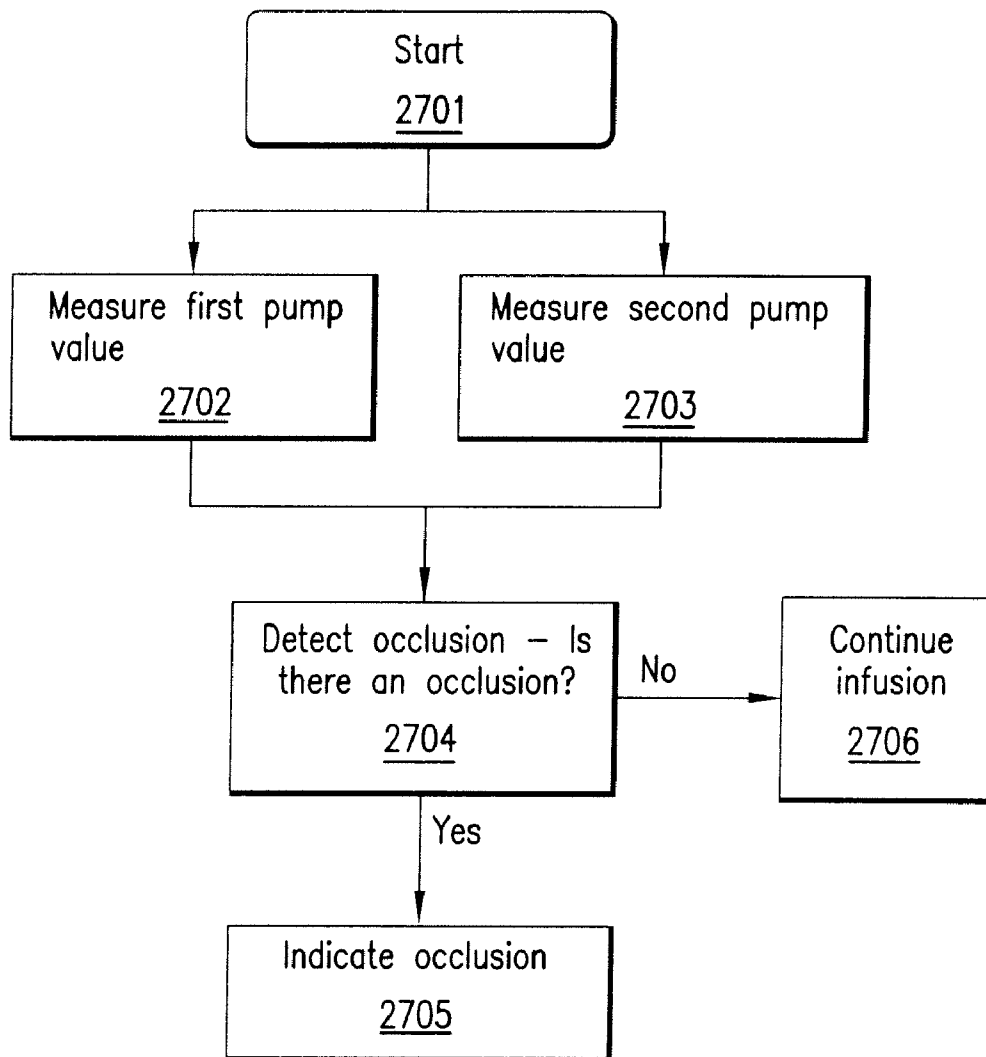 Start
2701
Measure first pump
value
2702
Measure second pump
value
2703
Detect occlusion – Is
there an occlusion?
2704
No
Continue
infusion
2706
Yes
Indicate occlusion
2705